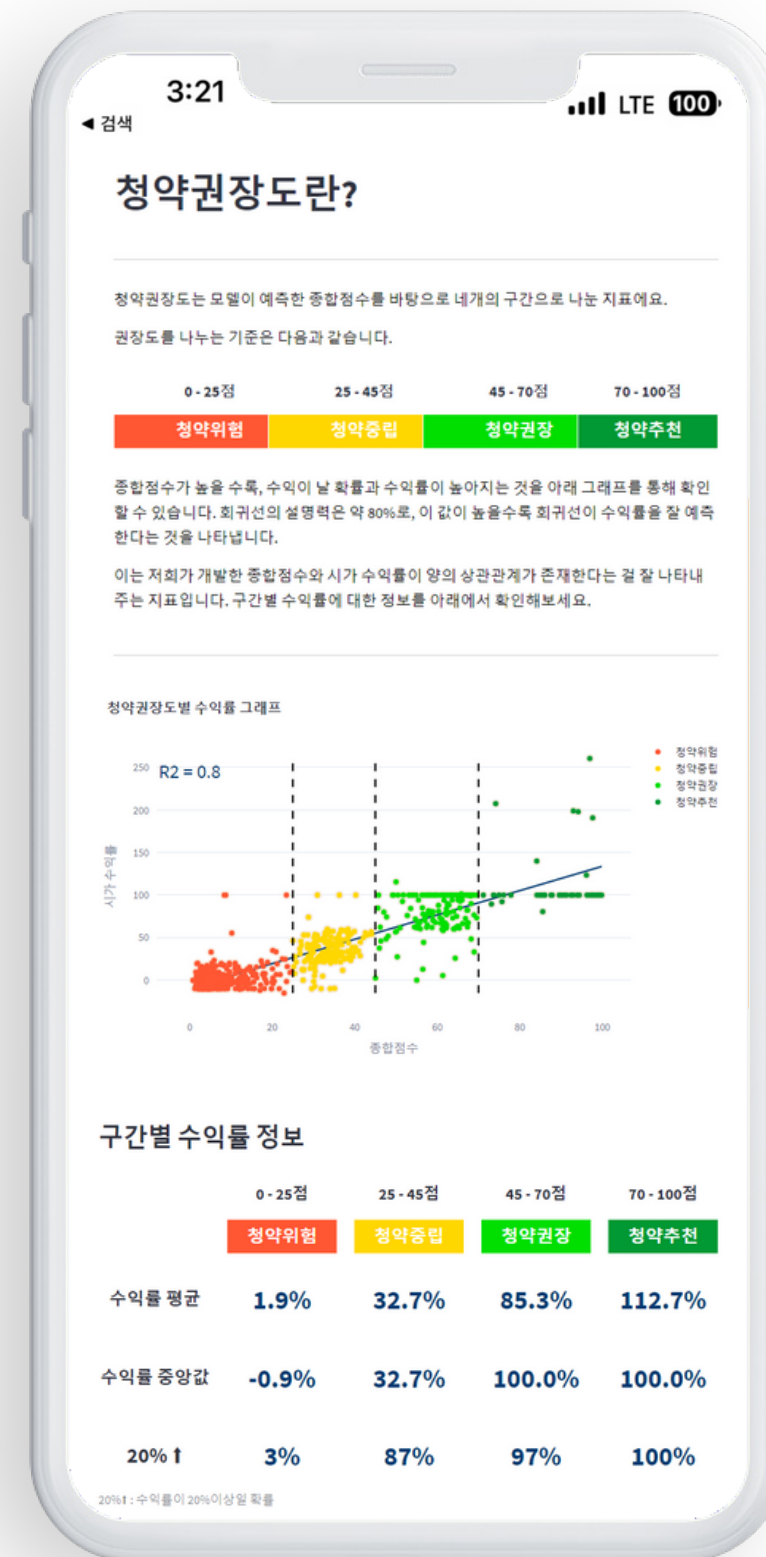 3:21
LTE 100
◀ 검색
청약권장도란?
청약권장도는 모델이 예측한 종합점수를 바탕으로 네개의 구간으로 나눈 지표에요.
권장도를 나누는 기준은 다음과 같습니다.
0 - 25점 25 - 45점 45 - 70점 70 - 100점
청약위험 청약중립 청약권장 청약추천
종합점수가 높을 수록, 수익이 날 확률과 수익률이 높아지는 것을 아래 그래프를 통해 확인
할 수 있습니다. 회귀선의 설명력은 약 80%로, 이 값이 높을수록 회귀선이 수익률을 잘 예측
한다는 것을 나타냅니다.
이는 저희가 개발한 종합점수와 시가 수익률이 양의 상관관계가 존재한다는 걸 잘 나타내
주는 지표입니다. 구간별 수익률에 대한 정보를 아래에서 확인해보세요.
청약권장도별 수익률 그래프
청약위험
청약중립
청약권장
청약추천
R2 = 0.8
250
200
150
100
50
0
시가 수익률
0 20 40 60 80 100
종합점수
구간별 수익률 정보
0 - 25점 25 - 45점 45 - 70점 70 - 100점
청약위험 청약중립 청약권장 청약추천
수익률 평균 1.9% 32.7% 85.3% 112.7%
수익률 중앙값 -0.9% 32.7% 100.0% 100.0%
20%⬆ 3% 87% 97% 100%
20%⬆ : 수익률이 20%이상일 확률